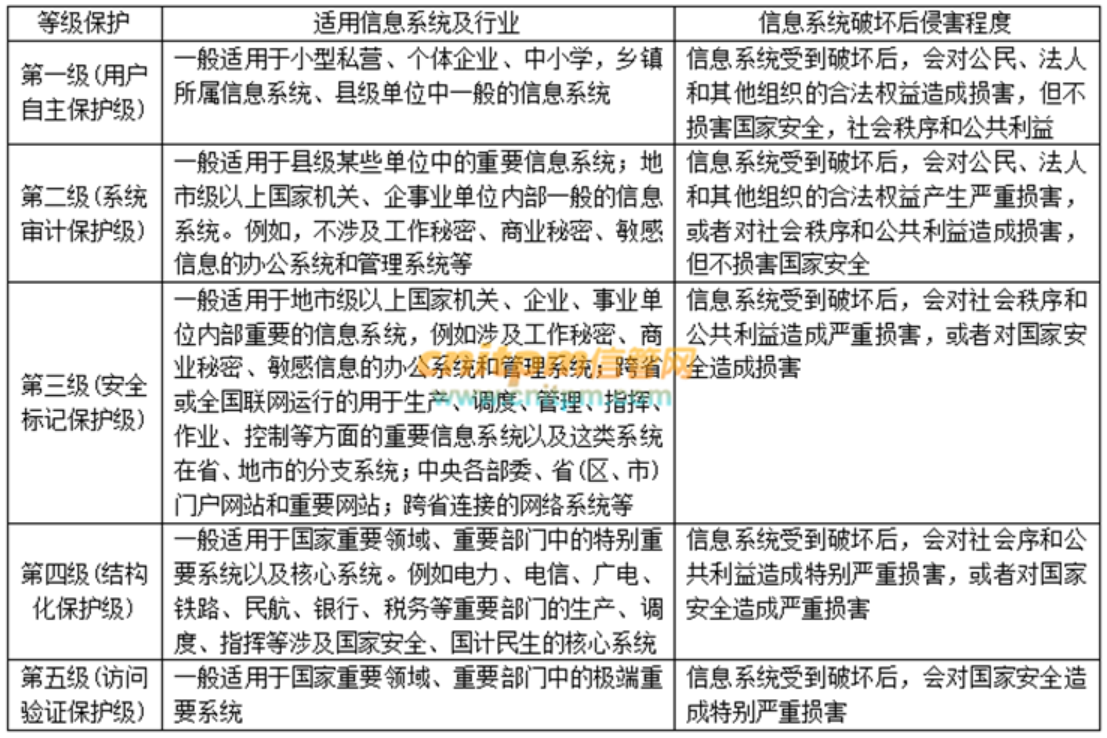 等级保护
适用信息系统及行业
信息系统破坏后侵害程度
第一级(用户
自主保护级)
一般适用于小型私营、个体企业、中小学，乡镇
所属信息系统、县级单位中一般的信息系统
信息系统受到破坏后，会对公民、法人
和其他组织的合法权益造成损害，但不
损害国家安全，社会秩序和公共利益
第二级(系统
审计保护级)
一般适用于县级某些单位中的重要信息系统；地
市级以上国家机关、企事业单位内部一般的信息
系统。例如，不涉及工作秘密、商业秘密、敏感
信息的办公系统和管理系统等
信息系统受到破坏后，会对公民、法人
和其他组织的合法权益产生严重损害，
或者对社会秩序和公共利益造成损害，
但不损害国家安全
第三级(安全
标记保护级)
一般适用于地市级以上国家机关、企业、事业单
位内部重要的信息系统，例如涉及工作秘密、商
业秘密、敏感信息的办公系统和管理系统；跨省
或全国联网运行的用于生产、调度、管理、指挥、
作业、控制等方面的重要信息系统以及这类系统
在省、地市的分支系统；中央各部委、省(区、市)
门户网站和重要网站；跨省连接的网络系统等
信息系统受到破坏后，会对社会秩序和
公共利益造成严重损害，或者对国家安
全造成损害
cnitpm信管网
www.cnitpm.com
第四级(结构
化保护级)
一般适用于国家重要领域、重要部门中的特别重
要系统以及核心系统。例如电力、电信、广电、
铁路、民航、银行、税务等重要部门的生产、调
度、指挥等涉及国家安全、国计民生的核心系统
信息系统受到破坏后，会对社会序和公
共利益造成特别严重损害，或者对国家
安全造成严重损害
第五级(访问
验证保护级)
一般适用于国家重要领域、重要部门中的极端重
要系统
信息系统受到破坏后，会对国家安全造
成特别严重损害